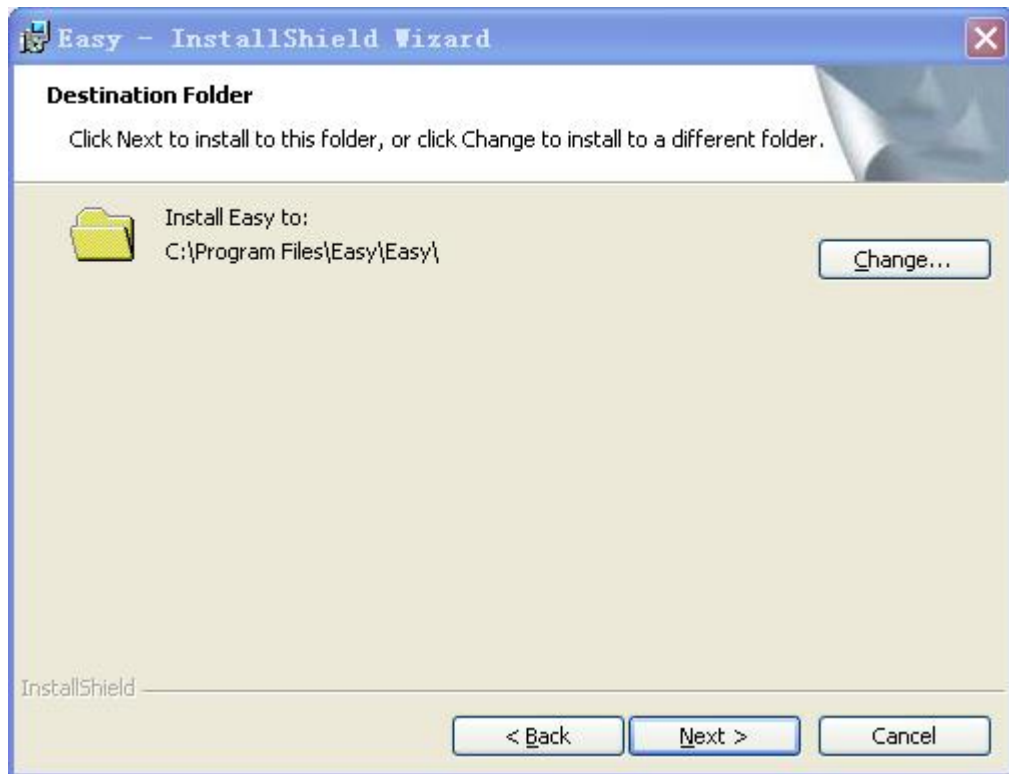 Easy - InstallShield Wizard
Destination Folder
Click Next to install to this folder, or click Change to install to a different folder.
Install Easy to:
C:\Program Files\Easy\Easy\
Change...
InstallShield
< Back
Next >
Cancel